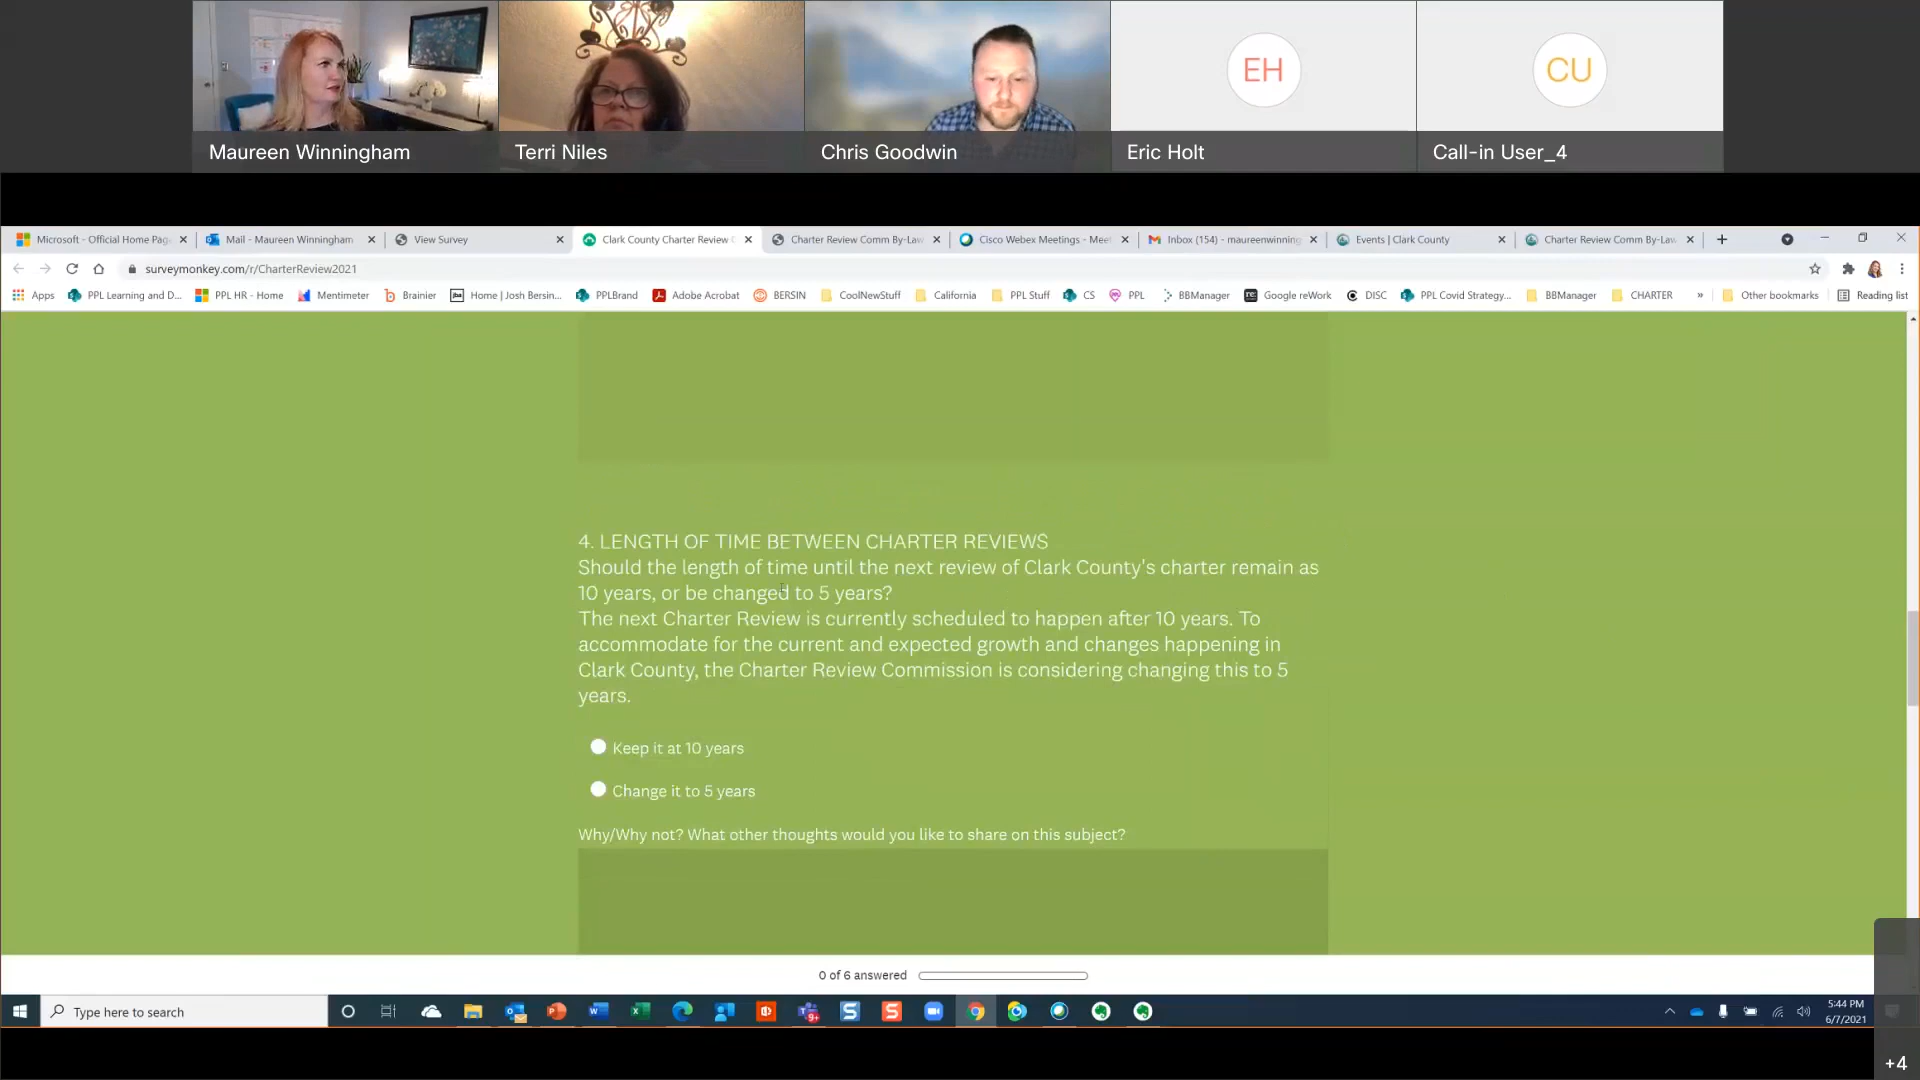 EH
CU
Maureen Winningham
Terri Niles
Chris Goodwin
Eric Holt
Call-in User_4
Microsoft - Official Home Pag
Mail - Maureen Winningham
View Survey
Clark County Charter Review
Charter Review Comm By-Law
Cisco Webex Meetings - Meet
Inbox (154) - maureenwinning
Events | Clark County
Charter Review Comm By-Law
surveymonkey.com/r/CharterReview2021
Apps
PPL Learning and D...
PPL HR - Home
Mentimeter
Brainier
Home | Josh Bersin...
PPLBrand
Adobe Acrobat
BERSIN
CoolNewStuff
California
PPL Stuff
CS
PPL
BBManager
Google reWork
DISC
PPL Covid Strategy...
BBManager
CHARTER
»
Other bookmarks
Reading list
4. LENGTH OF TIME BETWEEN CHARTER REVIEWS
Should the length of time until the next review of Clark County's charter remain as
10 years, or be changed to 5 years?
The next Charter Review is currently scheduled to happen after 10 years. To
accommodate for the current and expected growth and changes happening in
Clark County, the Charter Review Commission is considering changing this to 5
years.
Keep it at 10 years
Change it to 5 years
Why/Why not? What other thoughts would you like to share on this subject?
0 of 6 answered
Type here to search
5:44 PM
6/7/2021
+4